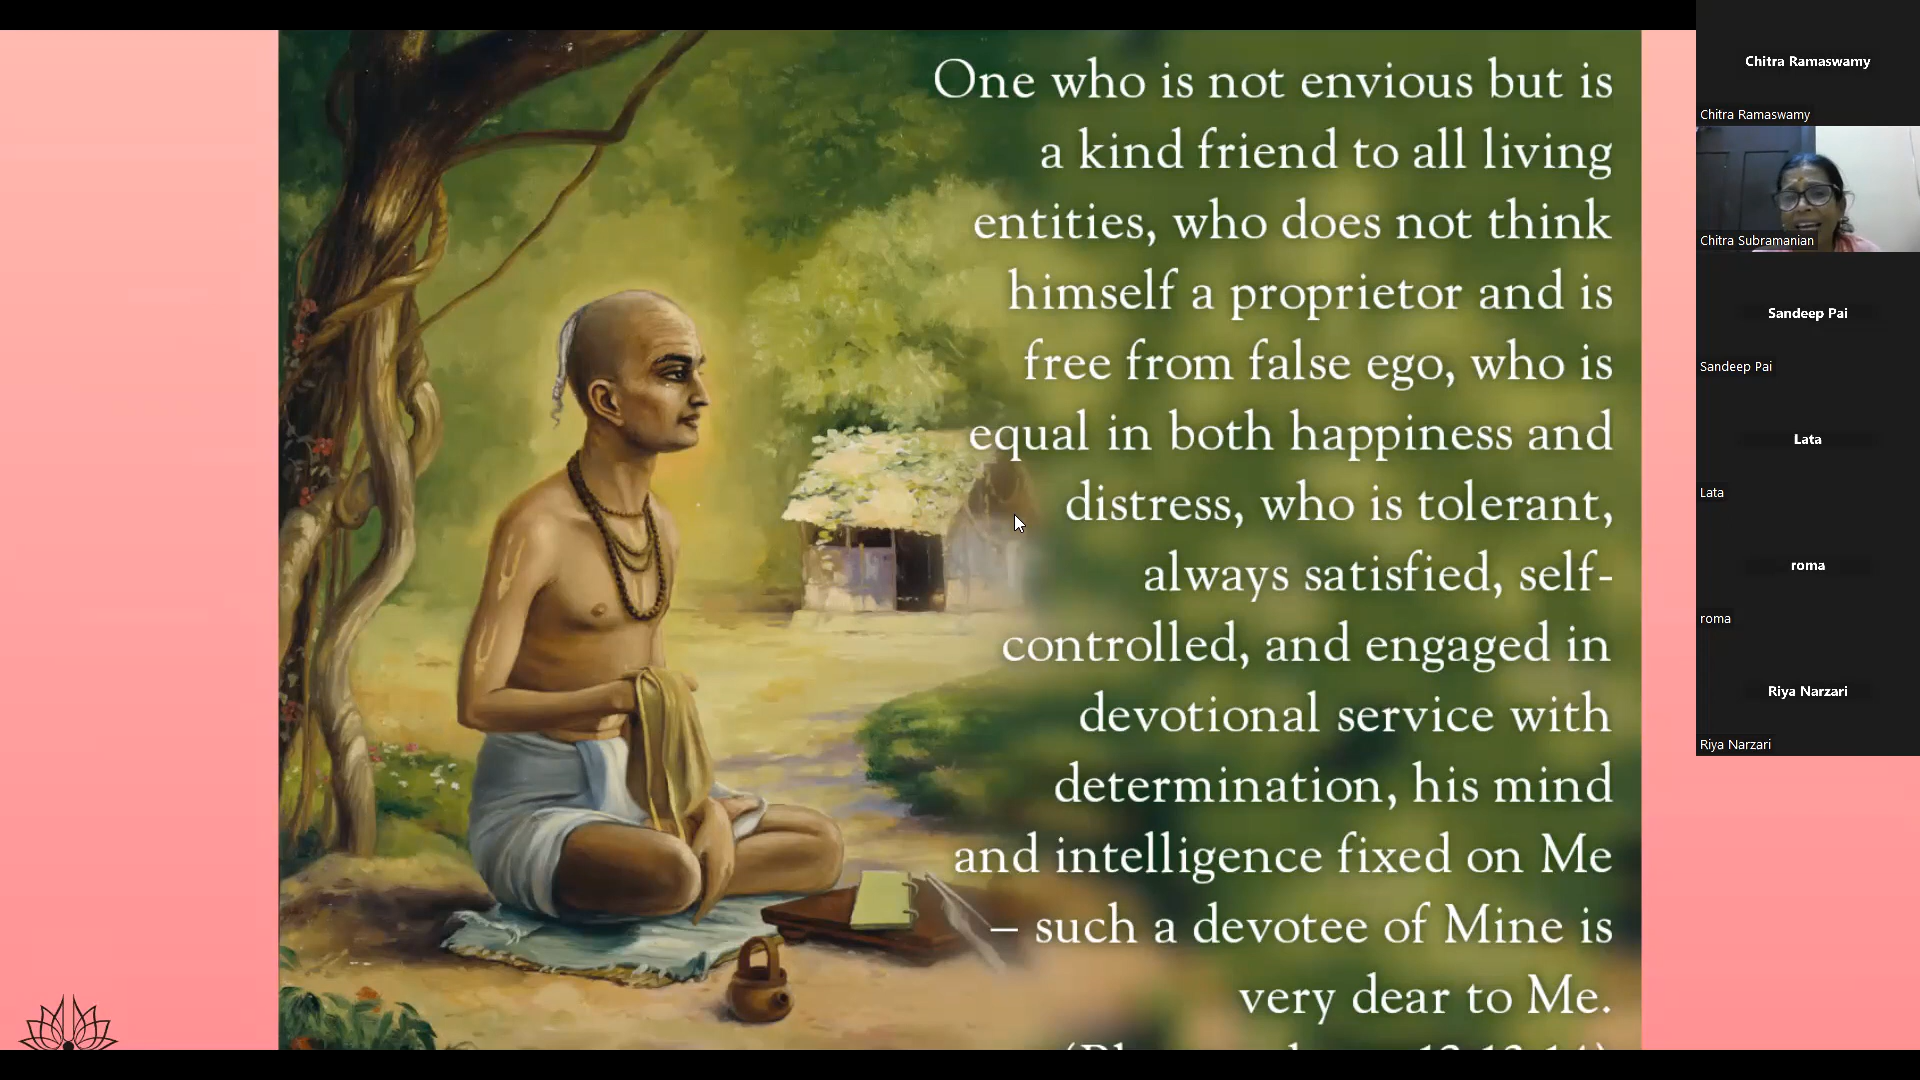 One who is not envious but is
a kind friend to all living
entities, who does not think
himself a proprietor and is
free from false ego, who is
equal in both happiness and
distress, who is tolerant,
always satisfied, self-
controlled, and engaged in
devotional service with
determination, his mind
and intelligence fixed on Me
– such a devotee of Mine is
very dear to Me.
Chitra Ramaswamy
Chitra Ramaswamy
Chitra Subramanian
Sandeep Pai
Sandeep Pai
Lata
Lata
roma
roma
Riya Narzari
Riya Narzari